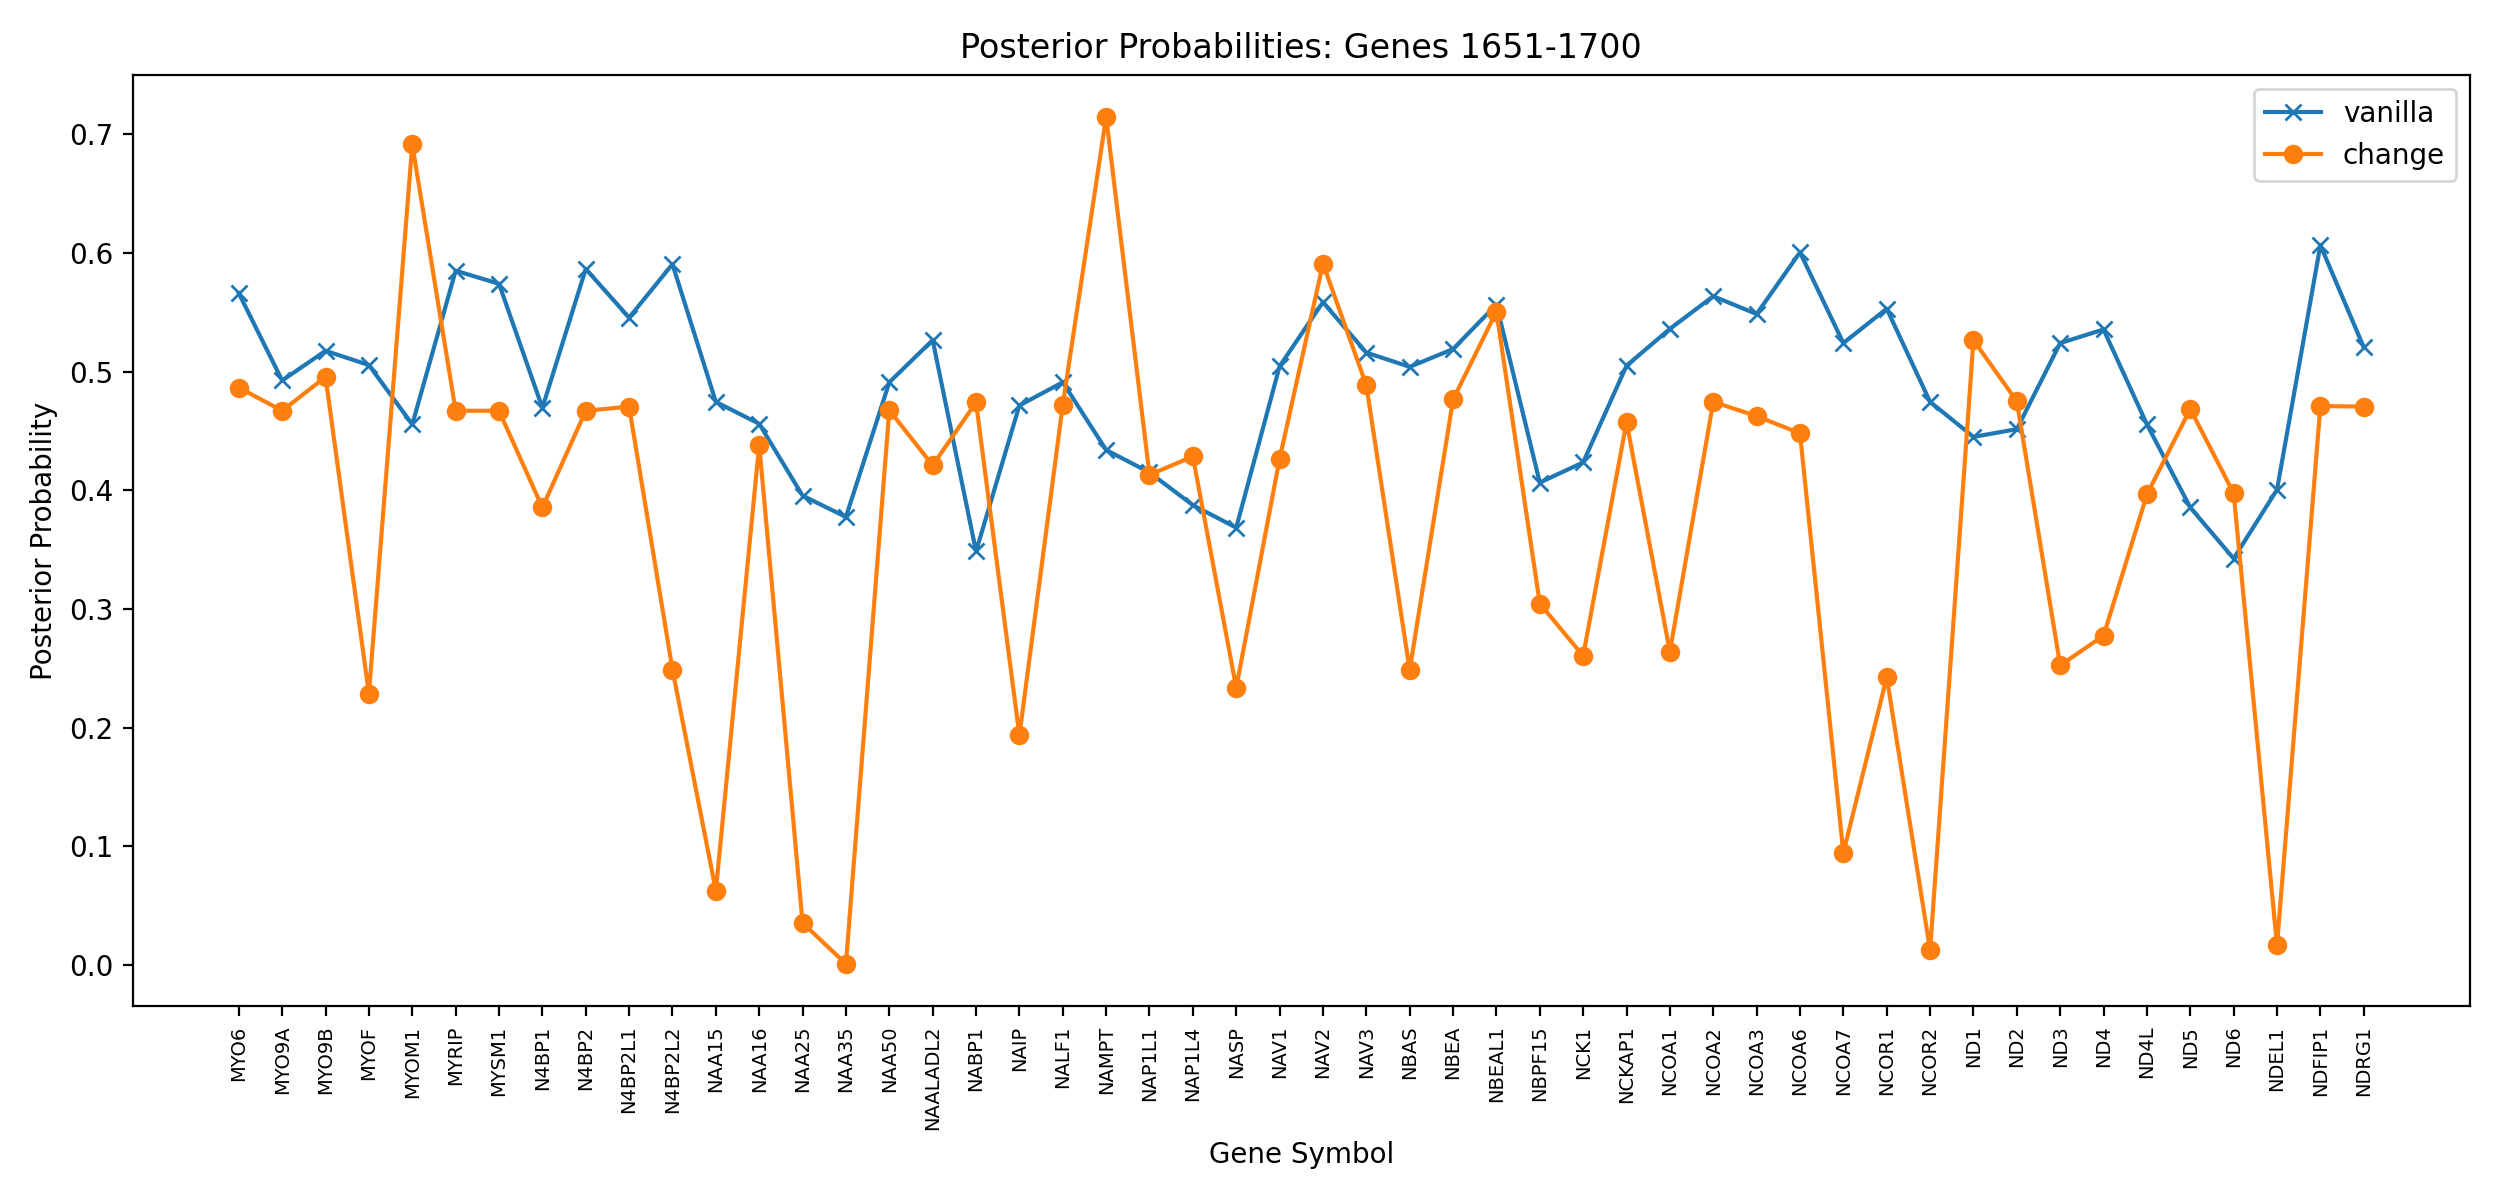 Posterior Probabilities: Genes 1651-1700
vanilla
change
Posterior Probability
0.7
0.6
0.5
0.4
0.3
0.2
0.1
0.0
MYO6
MYO9A
MYO9B
MYOF
MYOM1
MYRIP
MYSM1
N4BP1
N4BP2
N4BP2L1
N4BP2L2
NAA15
NAA16
NAA25
NAA35
NAA50
NAALADL2
NABP1
NAIP
NALF1
NAMPT
NAP1L1
NAP1L4
NASP
NAV1
NAV2
NAV3
NBAS
NBEA
NBEAL1
NBPF15
NCK1
NCKAP1
NCOA1
NCOA2
NCOA3
NCOA6
NCOA7
NCOR1
NCOR2
ND1
ND2
ND3
ND4
ND4L
ND5
ND6
NDEL1
NDFIP1
NDRG1
Gene Symbol